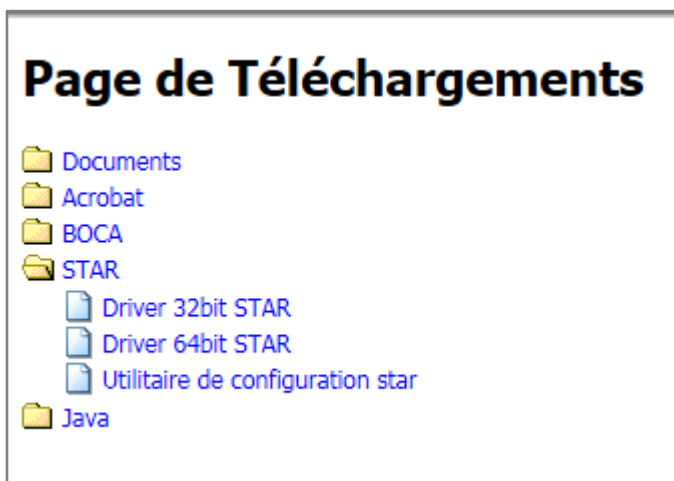 Page de Téléchargements
Documents
Acrobat
BOCA
STAR
Driver 32bit STAR
Driver 64bit STAR
Utilitaire de configuration star
Java